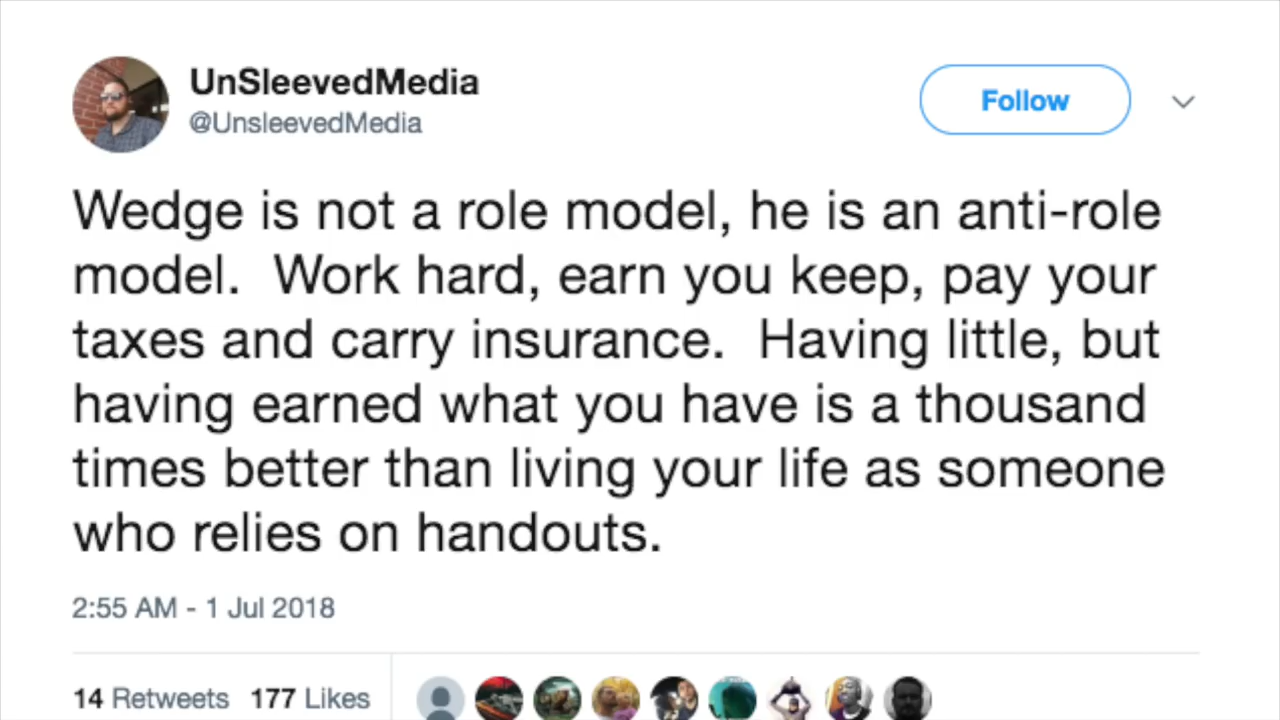 UnSleevedMedia
@UnsleevedMedia
Follow
Wedge is not a role model, he is an anti-role
model.  Work hard, earn you keep, pay your
taxes and carry insurance.  Having little, but
having earned what you have is a thousand
times better than living your life as someone
who relies on handouts.
2:55 AM - 1 Jul 2018
14 Retweets 177 Likes